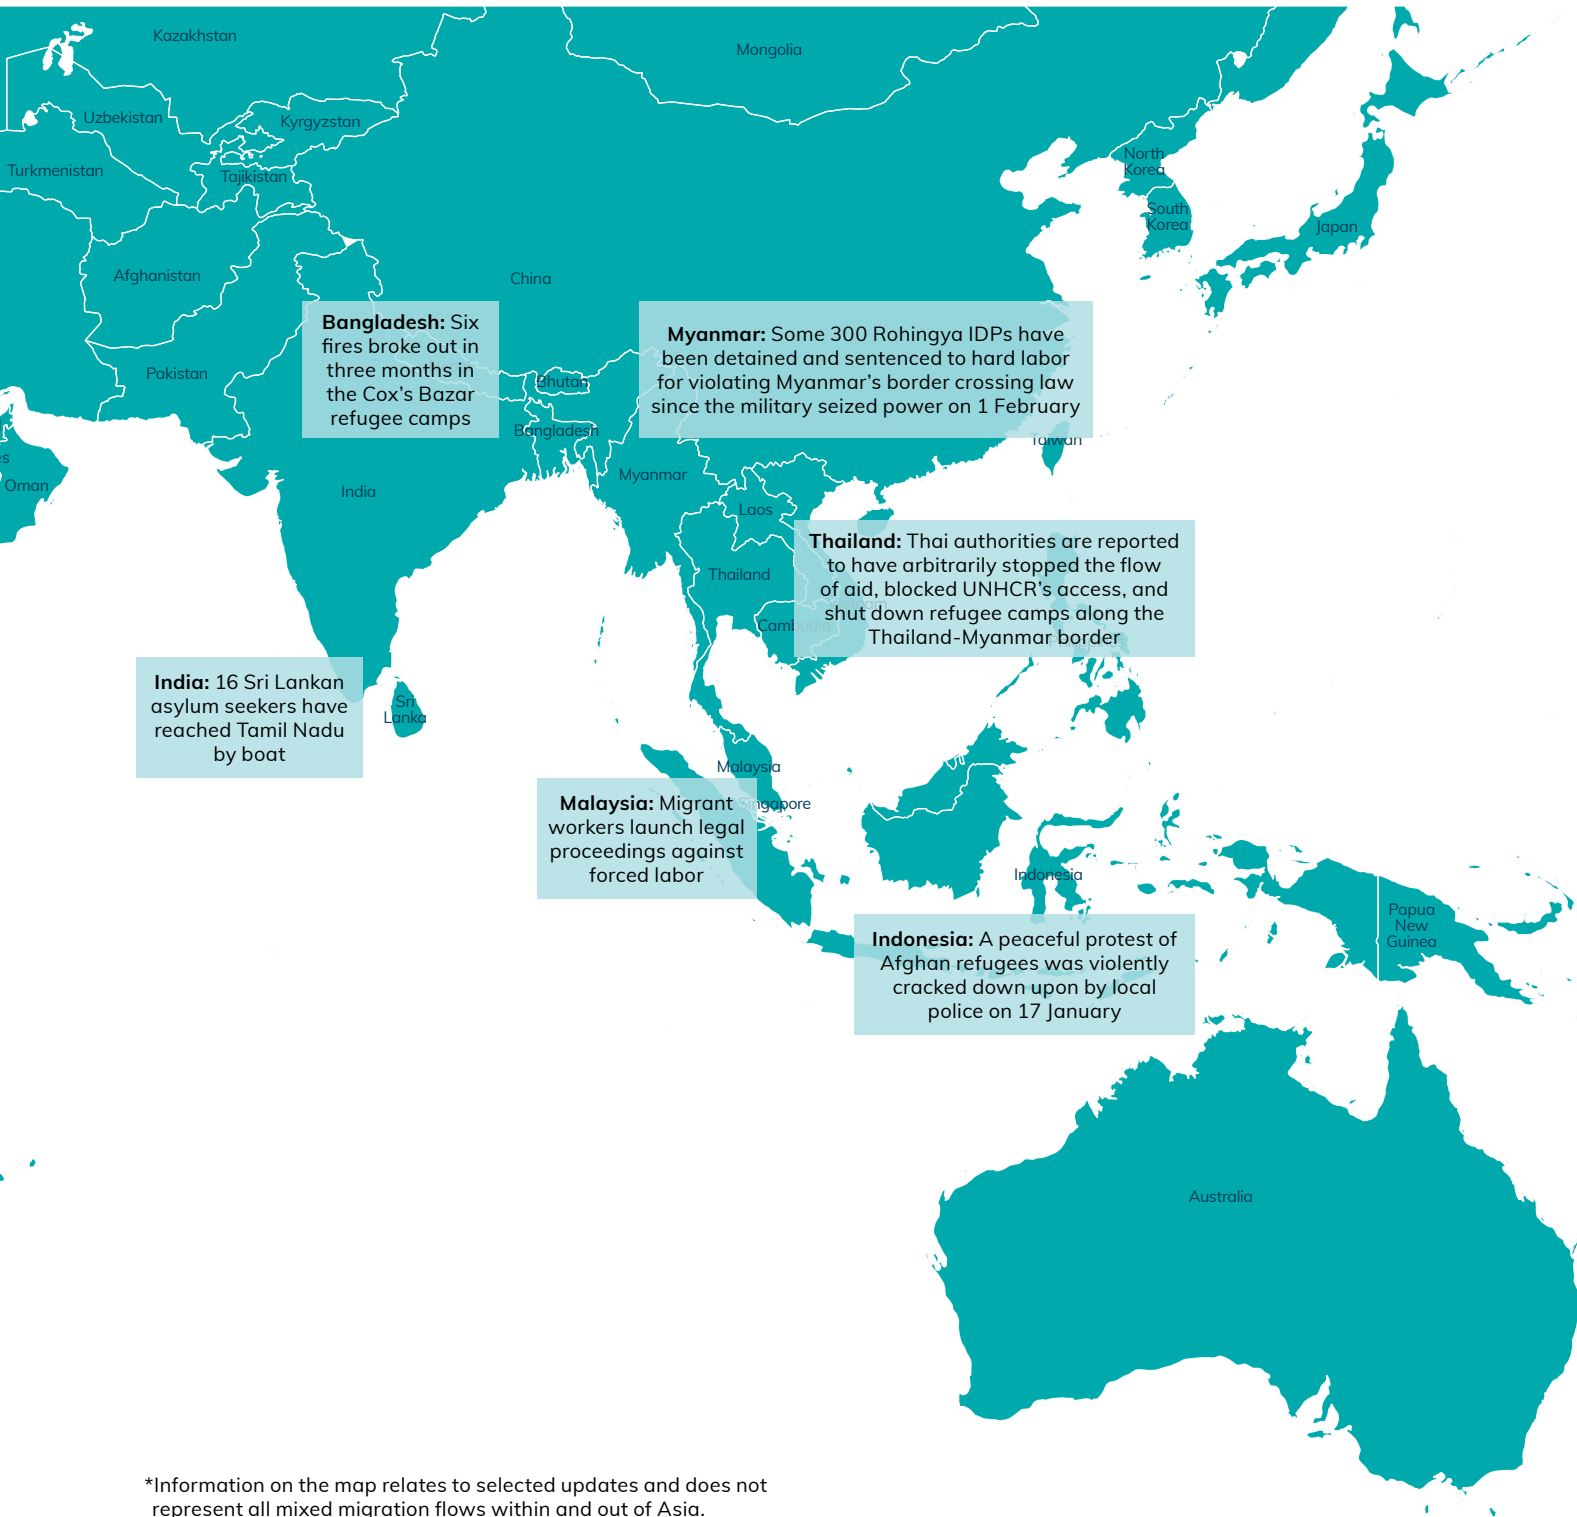 Kazakhstan
Mongolia
Uzbekistan
Kyrgyzstan
Turkmenistan
Tajikistan
North
Korea
South
Korea
Japan
Afghanistan
China
Pakistan
Bangladesh: Six
fires broke out in
three months in
the Cox’s Bazar
refugee camps
Myanmar: Some 300 Rohingya IDPs have
been detained and sentenced to hard labor
for violating Myanmar’s border crossing law
since the military seized power on 1 February
Bhutan
Bangladesh
Taiwan
es
Oman
India
Myanmar
Laos
Thailand: Thai authorities are reported
to have arbitrarily stopped the flow
of aid, blocked UNHCR’s access, and
shut down refugee camps along the
Thailand-Myanmar border
Thailand
Vietnam
Cambodia
Philippines
India: 16 Sri Lankan
asylum seekers have
reached Tamil Nadu
by boat
Sri
Lanka
Malaysia
Singapore
Malaysia: Migrant
workers launch legal
proceedings against
forced labor
Indonesia
Papua
New
Guinea
Indonesia: A peaceful protest of
Afghan refugees was violently
cracked down upon by local
police on 17 January
Australia
*Information on the map relates to selected updates and does not
represent all mixed migration flows within and out of Asia.